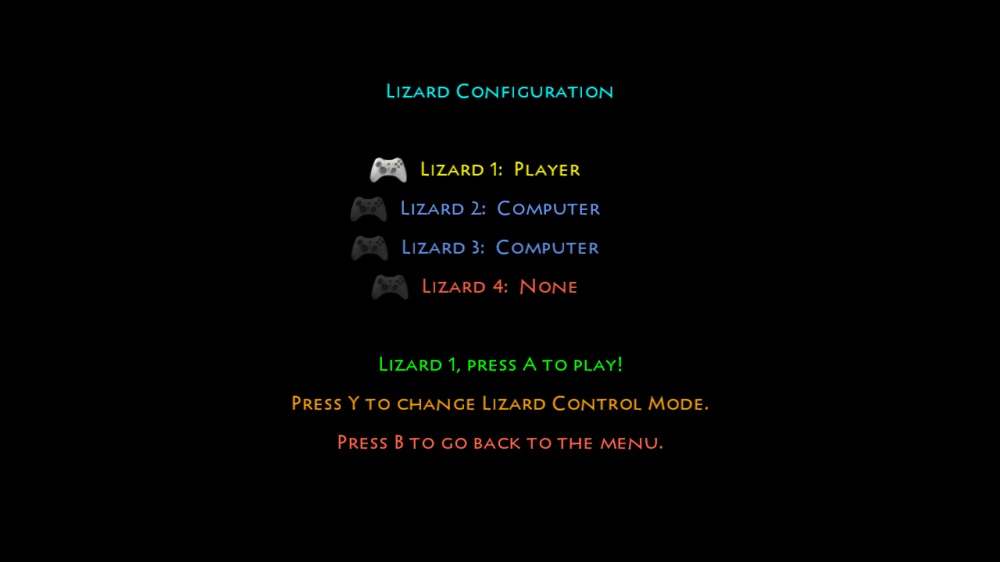 Lizard Configuration
Lizard 1: Player
Lizard 2: Computer
Lizard 3: Computer
Lizard 4: None
Lizard 1, press A to play!
Press Y to change Lizard Control Mode.
Press B to go back to the menu.